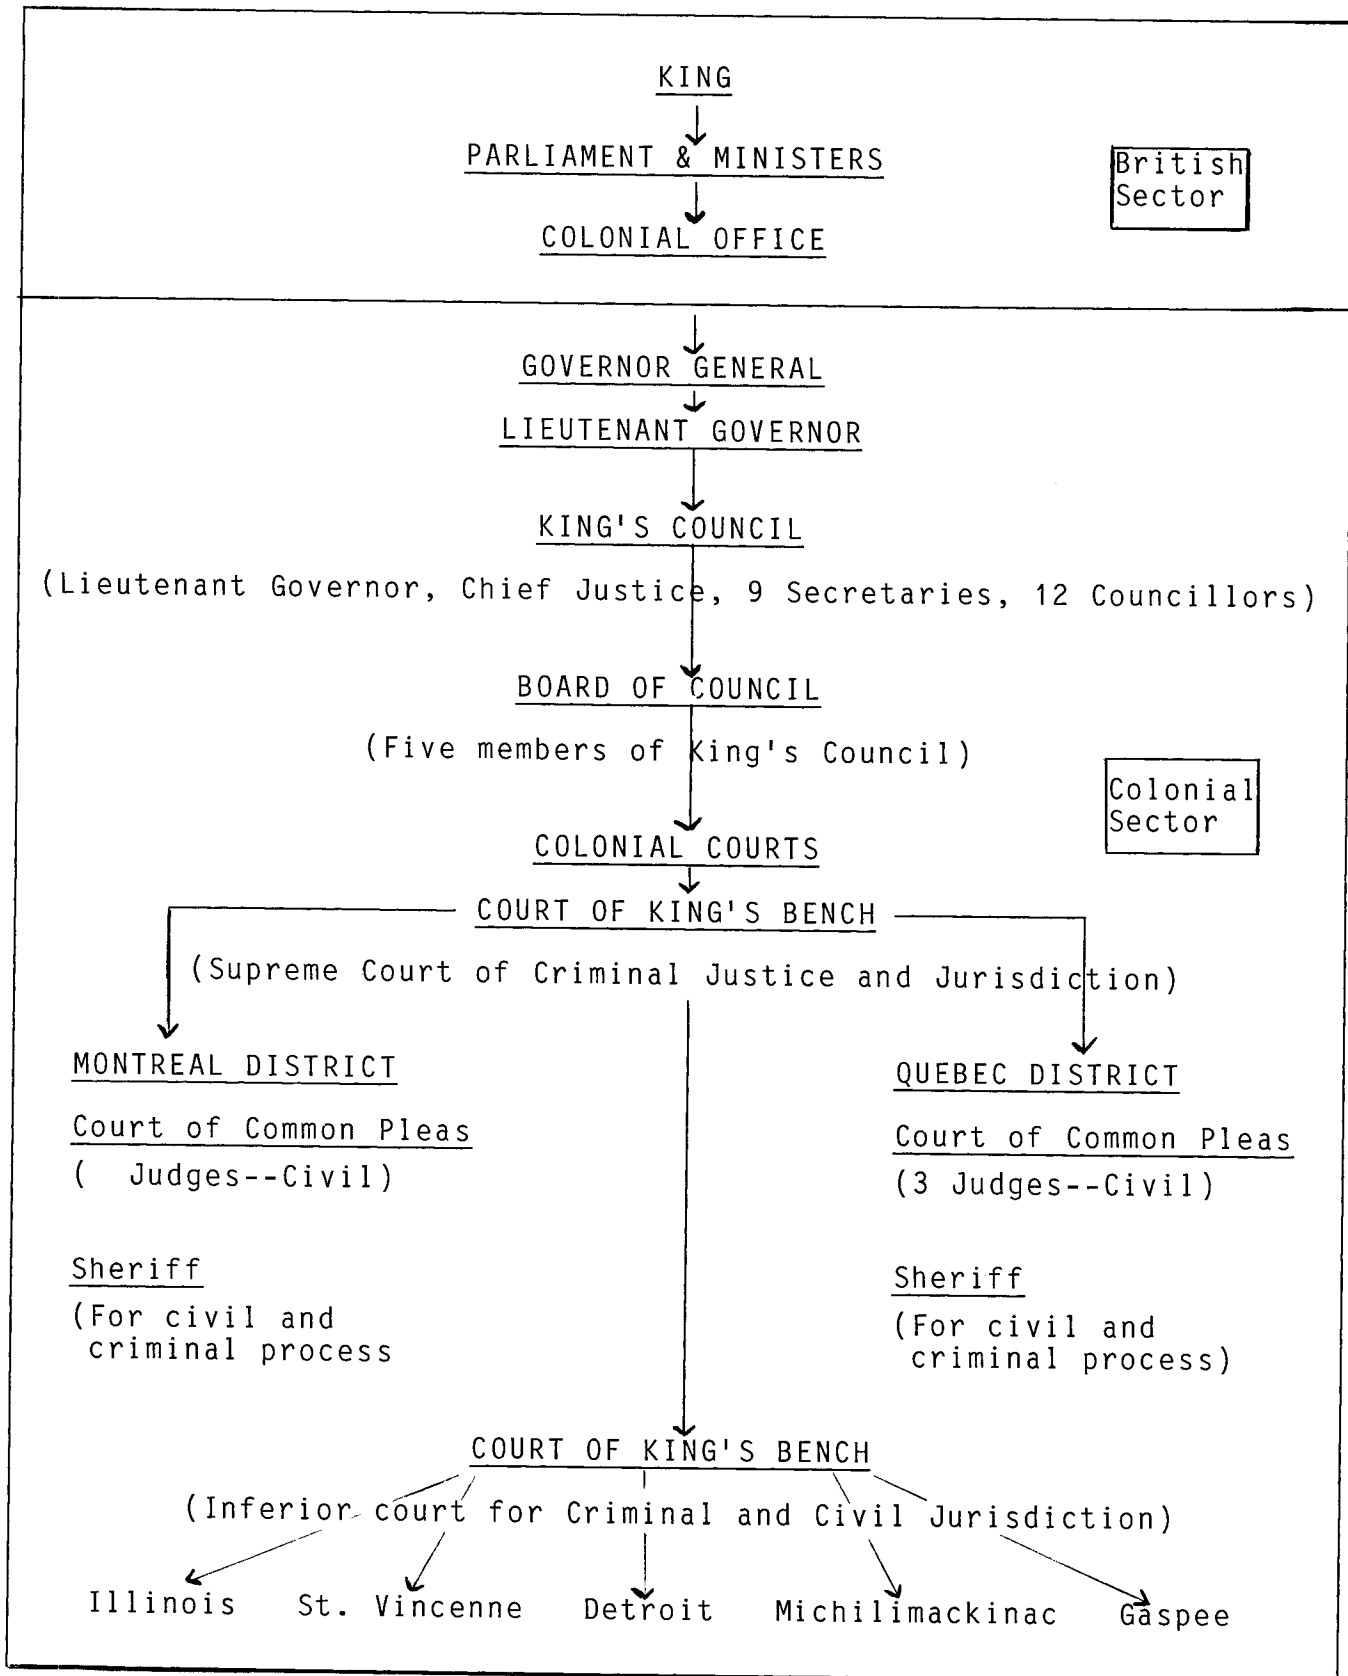 KING
PARLIAMENT & MINISTERS
British
Sector
COLONIAL OFFICE
GOVERNOR GENERAL
LIEUTENANT GOVERNOR
KING'S COUNCIL
(Lieutenant Governor, Chief Justice, 9 Secretaries, 12 Councillors)
BOARD OF COUNCIL
(Five members of King's Council)
Colonial
Sector
COLONIAL COURTS
COURT OF KING'S BENCH
(Supreme Court of Criminal Justice and Jurisdiction)
MONTREAL DISTRICT
Court of Common Pleas
( Judges--Civil)
Sheriff
(For civil and
criminal process
QUEBEC DISTRICT
Court of Common Pleas
(3 Judges--Civil)
Sheriff
(For civil and
criminal process)
COURT OF KING'S BENCH
(Inferior court for Criminal and Civil Jurisdiction)
Illinois St. Vincenne Detroit Michilimackinac Gaspee